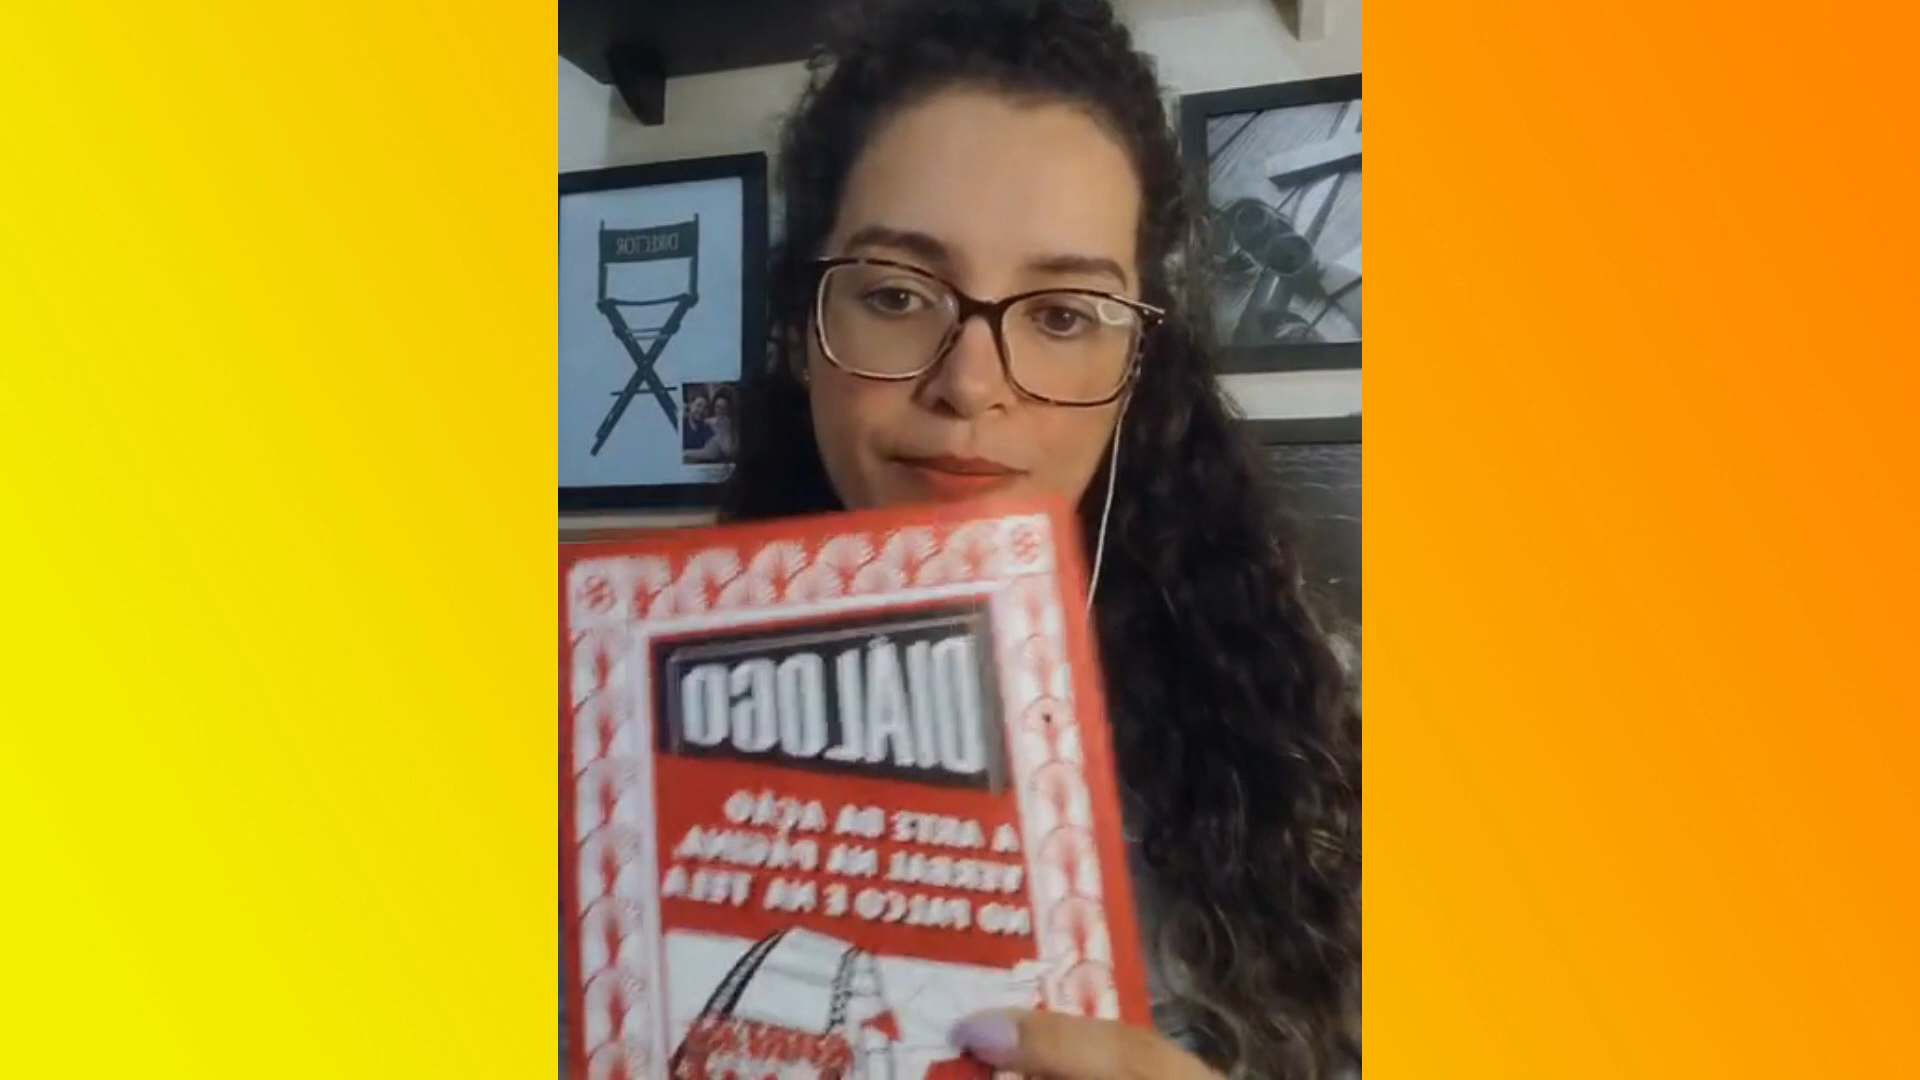 DIRECTOR
DIÁLOGO
A ARTE DA AÇÃO
VERBAL NA PÁGINA,
NO PALCO E NA TELA